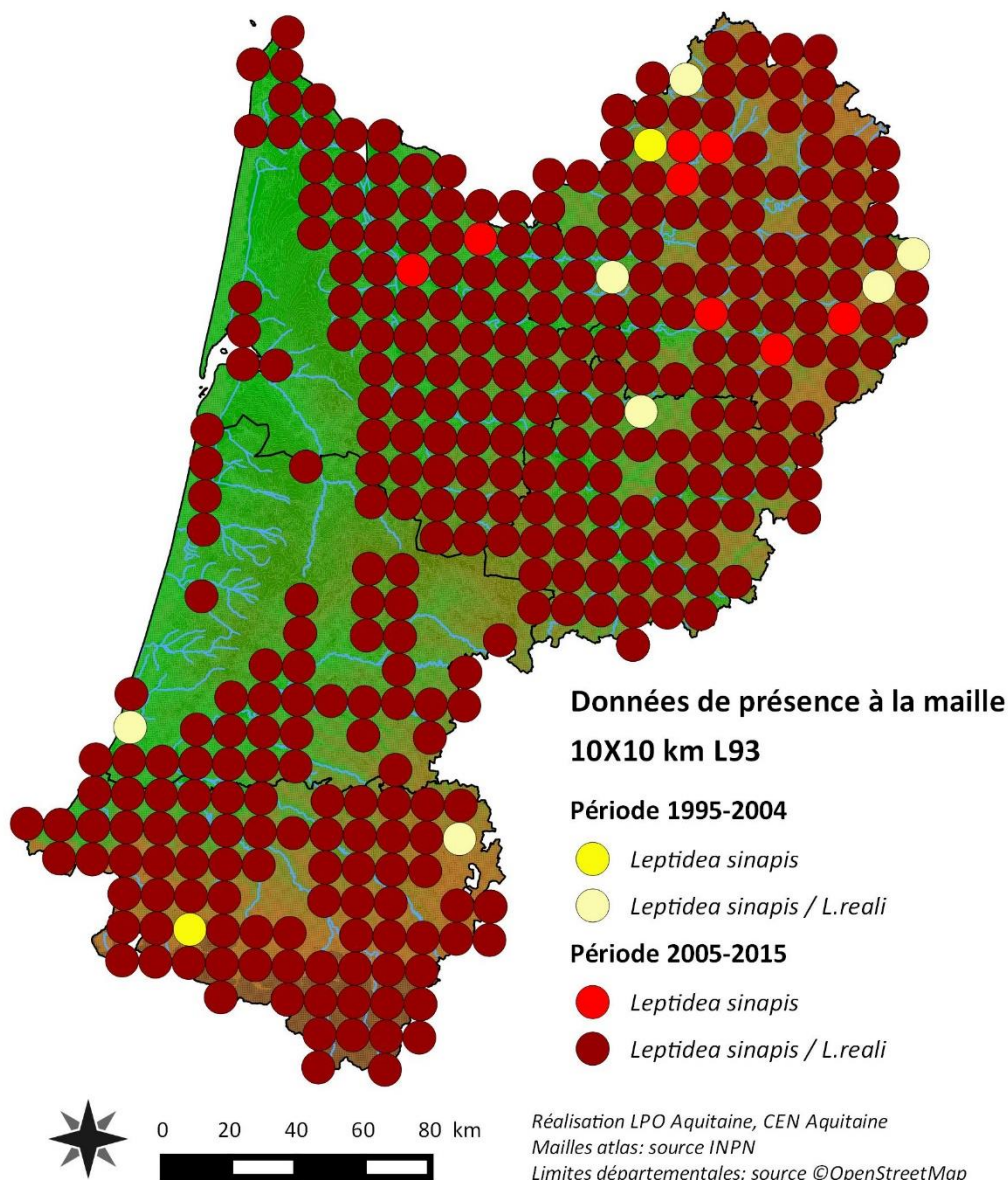 Données de présence à la maille
10X10 km L93
Période 1995-2004
Leptidea sinapis
Leptidea sinapis / L.reali
Période 2005-2015
Leptidea sinapis
Leptidea sinapis / L.reali
0 20 40 60 80 km
Réalisation LPO Aquitaine, CEN Aquitaine
Mailles atlas: source INPN
Limites départementales: source ©OpenStreetMap